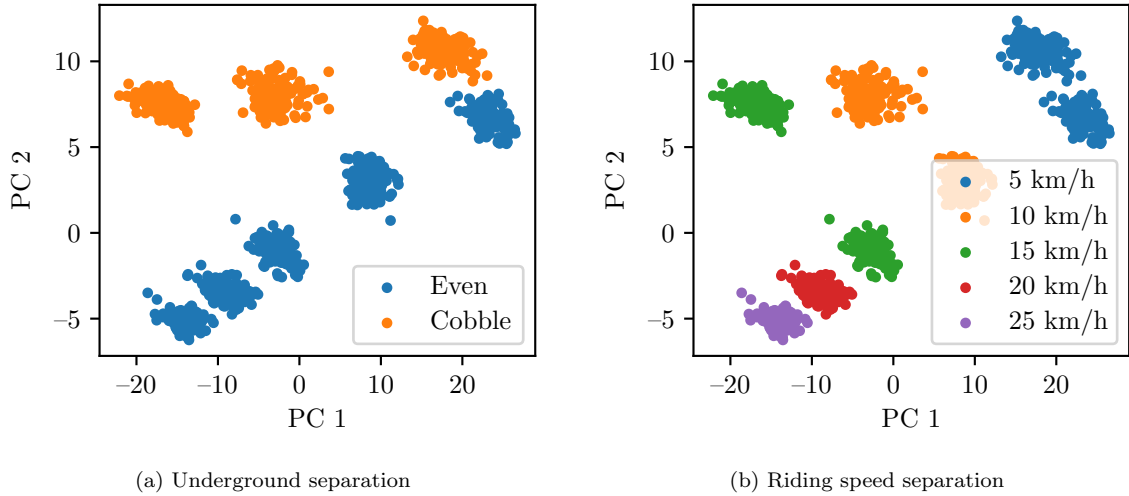 10
5
0
−5
PC 2
Even
Cobble
−20 −10 0 10 20
PC 1
(a) Underground separation
10
5
0
−5
PC 2
5 km/h
10 km/h
15 km/h
20 km/h
25 km/h
−20 −10 0 10 20
PC 1
(b) Riding speed separation